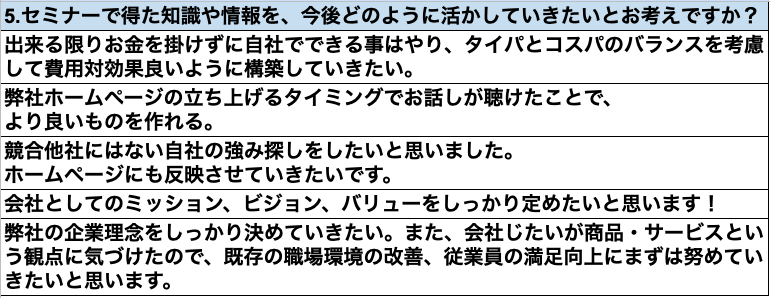 5.セミナーで得た知識や情報を、今後どのように活かしていきたいとお考えですか？
出来る限りお金を掛けずに自社でできる事はやり、タイパとコスパのバランスを考慮
して費用対効果良いように構築していきたい。
弊社ホームページの立ち上げるタイミングでお話しが聴けたことで、
より良いものを作れる。
競合他社にはない自社の強み探しをしたいと思いました。
ホームページにも反映させていきたいです。
会社としてのミッション、ビジョン、バリューをしっかり定めたいと思います！
弊社の企業理念をしっかり決めていきたい。また、会社じたいが商品・サービスとい
う観点に気づけたので、既存の職場環境の改善、従業員の満足向上にまずは努めてい
きたいと思います。